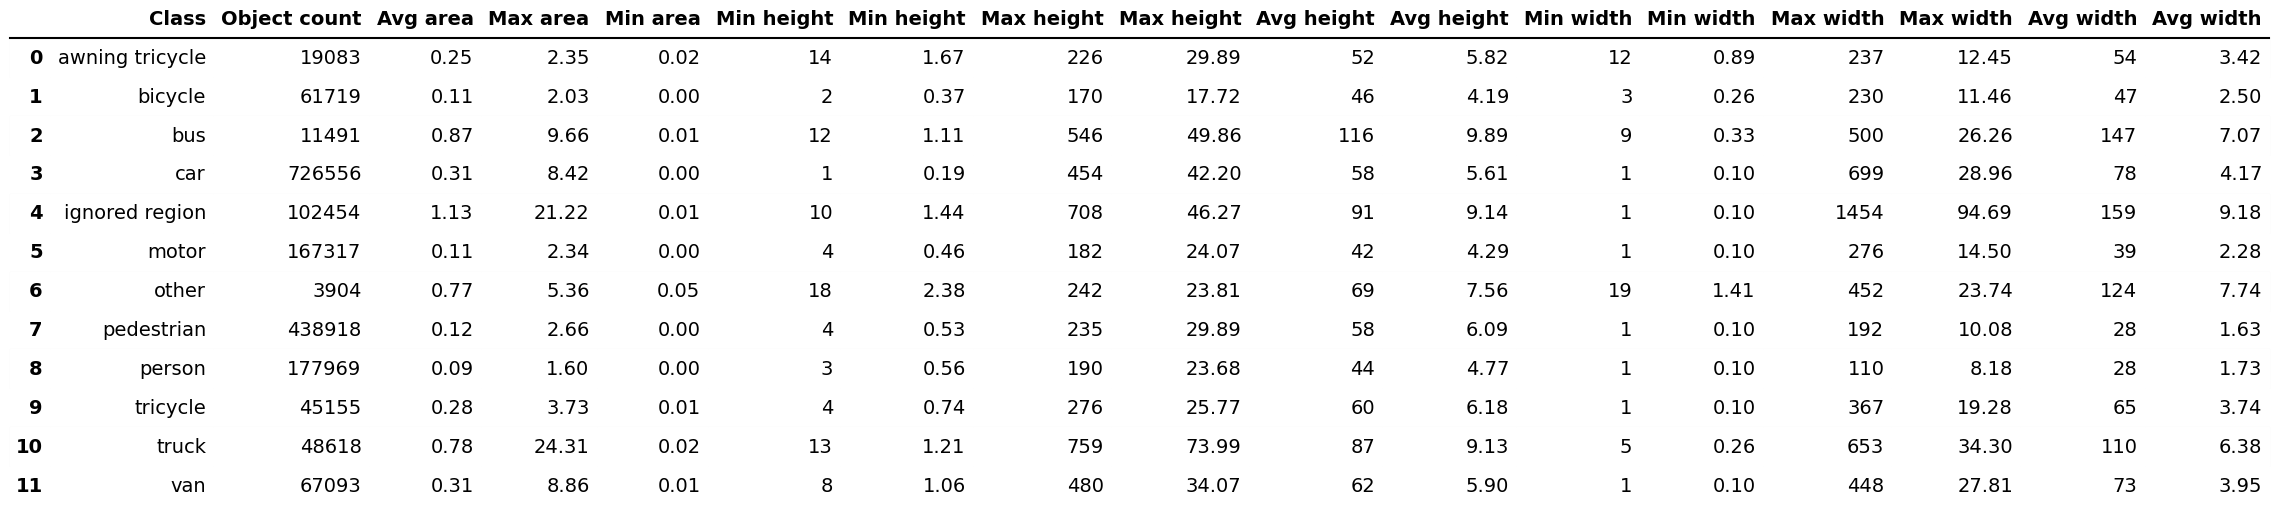 Class Object count Avg area Max area Min area Min height Min height Max height Max height Avg height Avg height Min width Min width Max width Max width Avg width Avg width
0 awning tricycle 19083 0.25 2.35 0.02 14 1.67 226 29.89 52 5.82 12 0.89 237 12.45 54 3.42
1 bicycle 61719 0.11 2.03 0.00 2 0.37 170 17.72 46 4.19 3 0.26 230 11.46 47 2.50
2 bus 11491 0.87 9.66 0.01 12 1.11 546 49.86 116 9.89 9 0.33 500 26.26 147 7.07
3 car 726556 0.31 8.42 0.00 1 0.19 454 42.20 58 5.61 1 0.10 699 28.96 78 4.17
4 ignored region 102454 1.13 21.22 0.01 10 1.44 708 46.27 91 9.14 1 0.10 1454 94.69 159 9.18
5 motor 167317 0.11 2.34 0.00 4 0.46 182 24.07 42 4.29 1 0.10 276 14.50 39 2.28
6 other 3904 0.77 5.36 0.05 18 2.38 242 23.81 69 7.56 19 1.41 452 23.74 124 7.74
7 pedestrian 438918 0.12 2.66 0.00 4 0.53 235 29.89 58 6.09 1 0.10 192 10.08 28 1.63
8 person 177969 0.09 1.60 0.00 3 0.56 190 23.68 44 4.77 1 0.10 110 8.18 28 1.73
9 tricycle 45155 0.28 3.73 0.01 4 0.74 276 25.77 60 6.18 1 0.10 367 19.28 65 3.74
10 truck 48618 0.78 24.31 0.02 13 1.21 759 73.99 87 9.13 5 0.26 653 34.30 110 6.38
11 van 67093 0.31 8.86 0.01 8 1.06 480 34.07 62 5.90 1 0.10 448 27.81 73 3.95